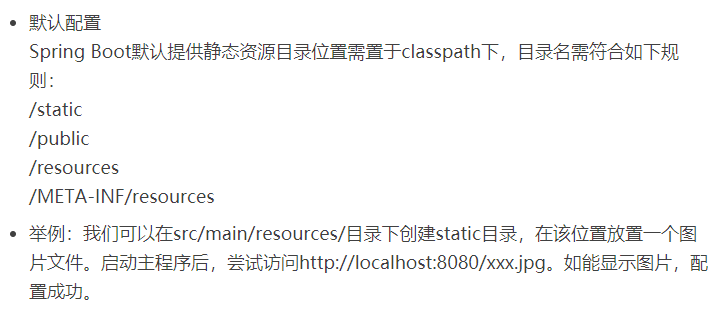 默认配置
Spring Boot默认提供静态资源目录位置需置于classpath下，目录名需符合如下规
则：
/static
/public
/resources
/META-INF/resources
举例：我们可以在src/main/resources/目录下创建static目录，在该位置放置一个图
片文件。启动主程序后，尝试访问http://localhost:8080/xxx.jpg。如能显示图片，配
置成功。